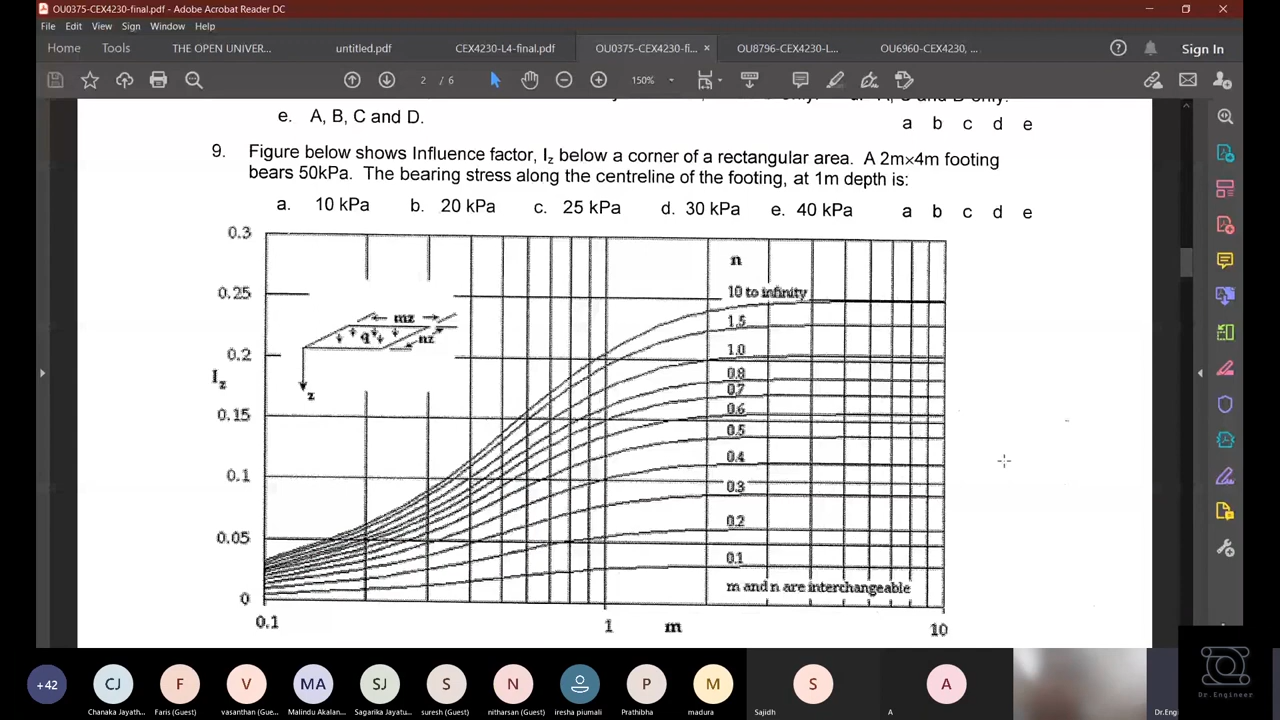 OU0375-CEX4230-final.pdf - Adobe Acrobat Reader DC
File Edit View Sign Window Help
Home Tools THE OPEN UNIVER... untitled.pdf CEX4230-L4-final.pdf OU0375-CEX4230-fi... × OU8796-CEX4230-L... OU6960-CEX4230, ... Sign In
2 / 6 150%
e. A, B, C and D. a b c d e
9. Figure below shows Influence factor, Iz below a corner of a rectangular area. A 2m×4m footing
bears 50kPa. The bearing stress along the centreline of the footing, at 1m depth is:
a. 10 kPa b. 20 kPa c. 25 kPa d. 30 kPa e. 40 kPa a b c d e
0.3
n
10 to infinity
0.25
mz
1.5
q
nz
1.0
0.2
0.8
Iz
z
0.7
0.6
0.15
0.5
0.4
0.1
0.3
0.2
0.05
0.1
m and n are interchangeable
0
0.1 1 m 10
+42 CJ F V MA SJ S N P M S A
Chanaka Jayath... Faris (Guest) vasanthan (Gue... Malindu Akalan... Sagarika Jayatu... suresh (Guest) nitharsan (Guest) iresha piumali Prathibha madura Sajidh A Dr.Eng
Dr.Engineer